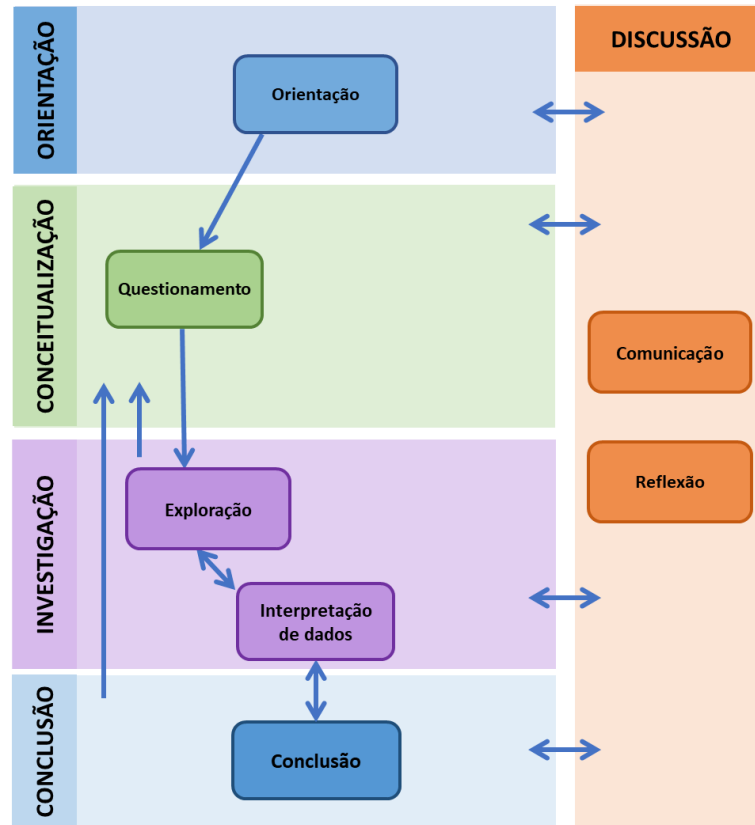 ORIENTAÇÃO
Orientação
CONCEITUALIZAÇÃO
Questionamento
INVESTIGAÇÃO
Exploração
Interpretação
de dados
CONCLUSÃO
Conclusão
DISCUSSÃO
Comunicação
Reflexão